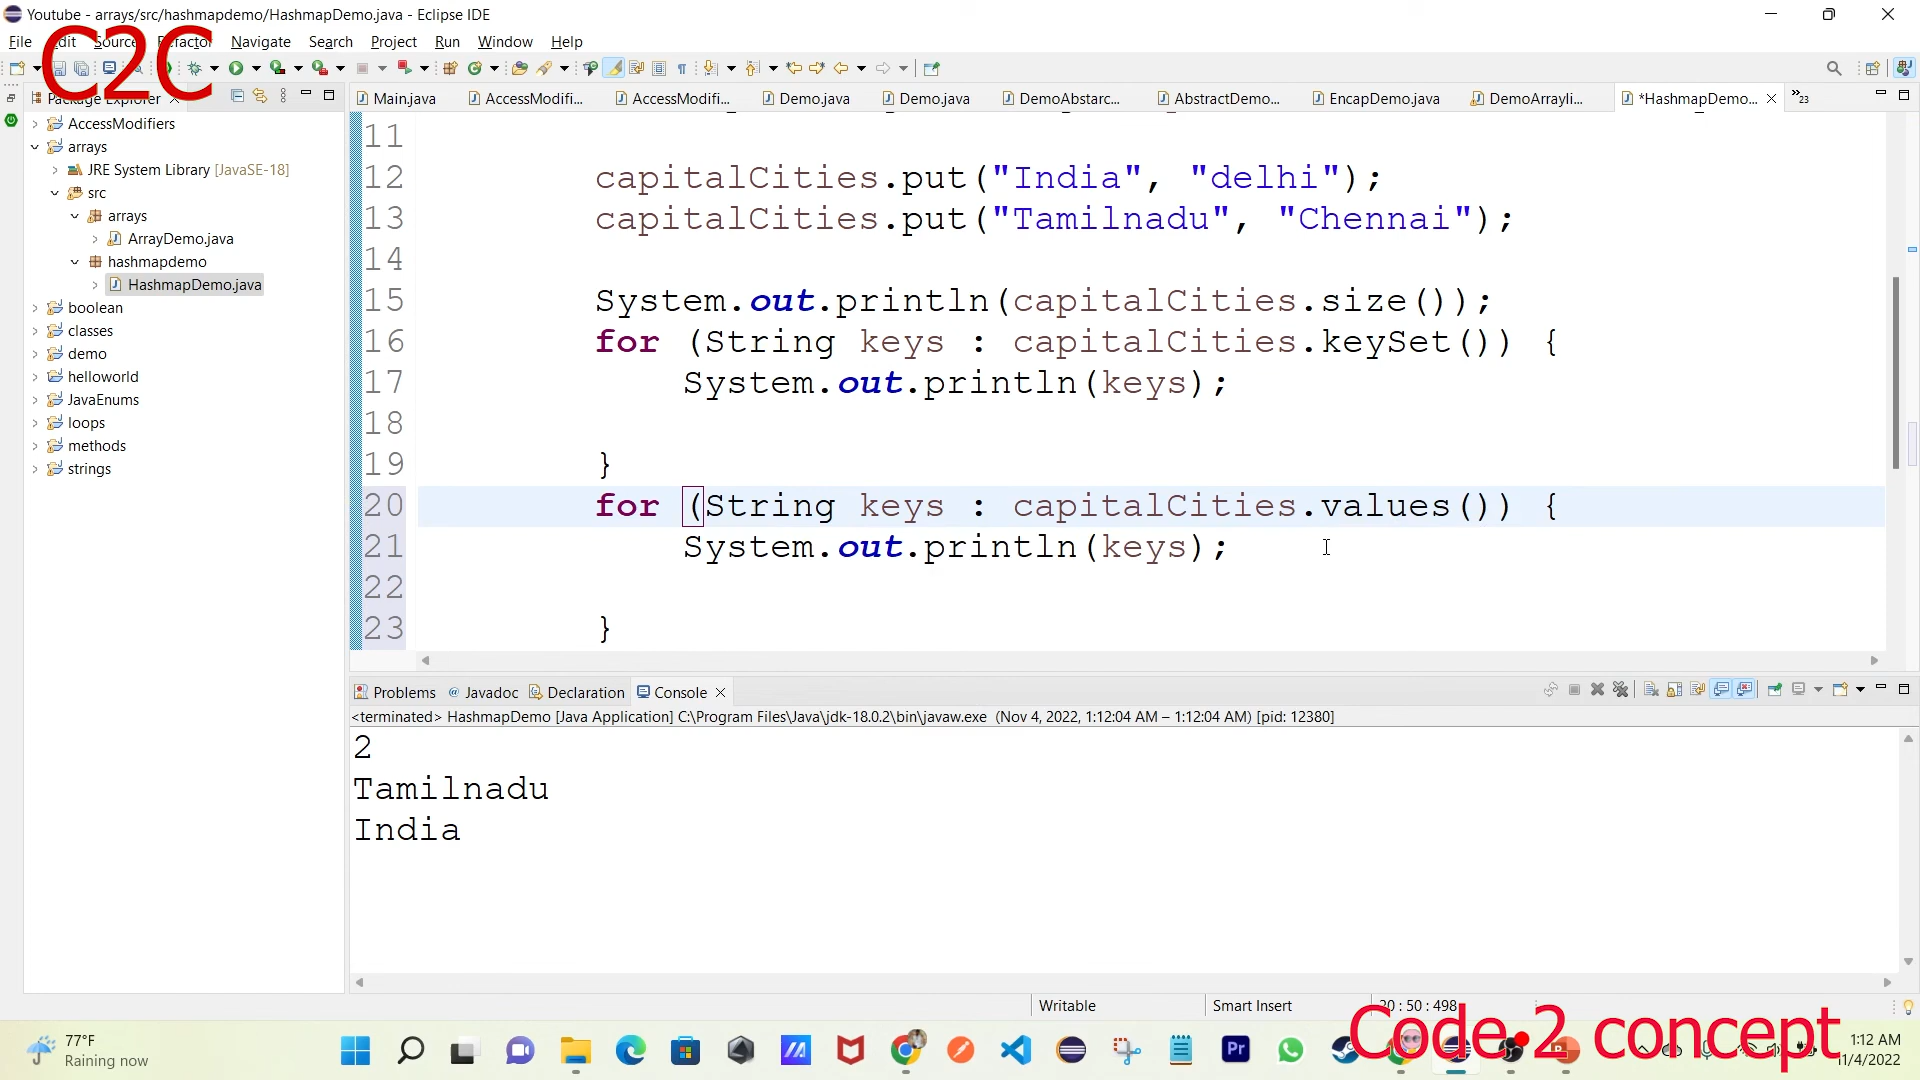 Youtube - arrays/src/hashmapdemo/HashmapDemo.java - Eclipse IDE
File Edit Source Refactor Navigate Search Project Run Window Help
C2C
Package Explorer
Main.java AccessModifi... AccessModifi... Demo.java Demo.java DemoAbstarc... AbstractDemo... EncapDemo.java DemoArrayli... *HashmapDemo... 23
AccessModifiers
arrays
JRE System Library [JavaSE-18]
src
arrays
ArrayDemo.java
hashmapdemo
HashmapDemo.java
boolean
classes
demo
helloworld
JavaEnums
loops
methods
strings
11
12 capitalCities.put("India", "delhi");
13 capitalCities.put("Tamilnadu", "Chennai");
14
15 System.out.println(capitalCities.size());
16 for (String keys : capitalCities.keySet()) {
17 System.out.println(keys);
18
19 }
20 for (String keys : capitalCities.values()) {
21 System.out.println(keys);
22
23 }
Problems Javadoc Declaration Console
<terminated> HashmapDemo [Java Application] C:\Program Files\Java\jdk-18.0.2\bin\javaw.exe (Nov 4, 2022, 1:12:04 AM – 1:12:04 AM) [pid: 12380]
2
Tamilnadu
India
Writable Smart Insert 20 : 50 : 498
Code 2 concept
77°F
Raining now
Pr
1:12 AM
11/4/2022